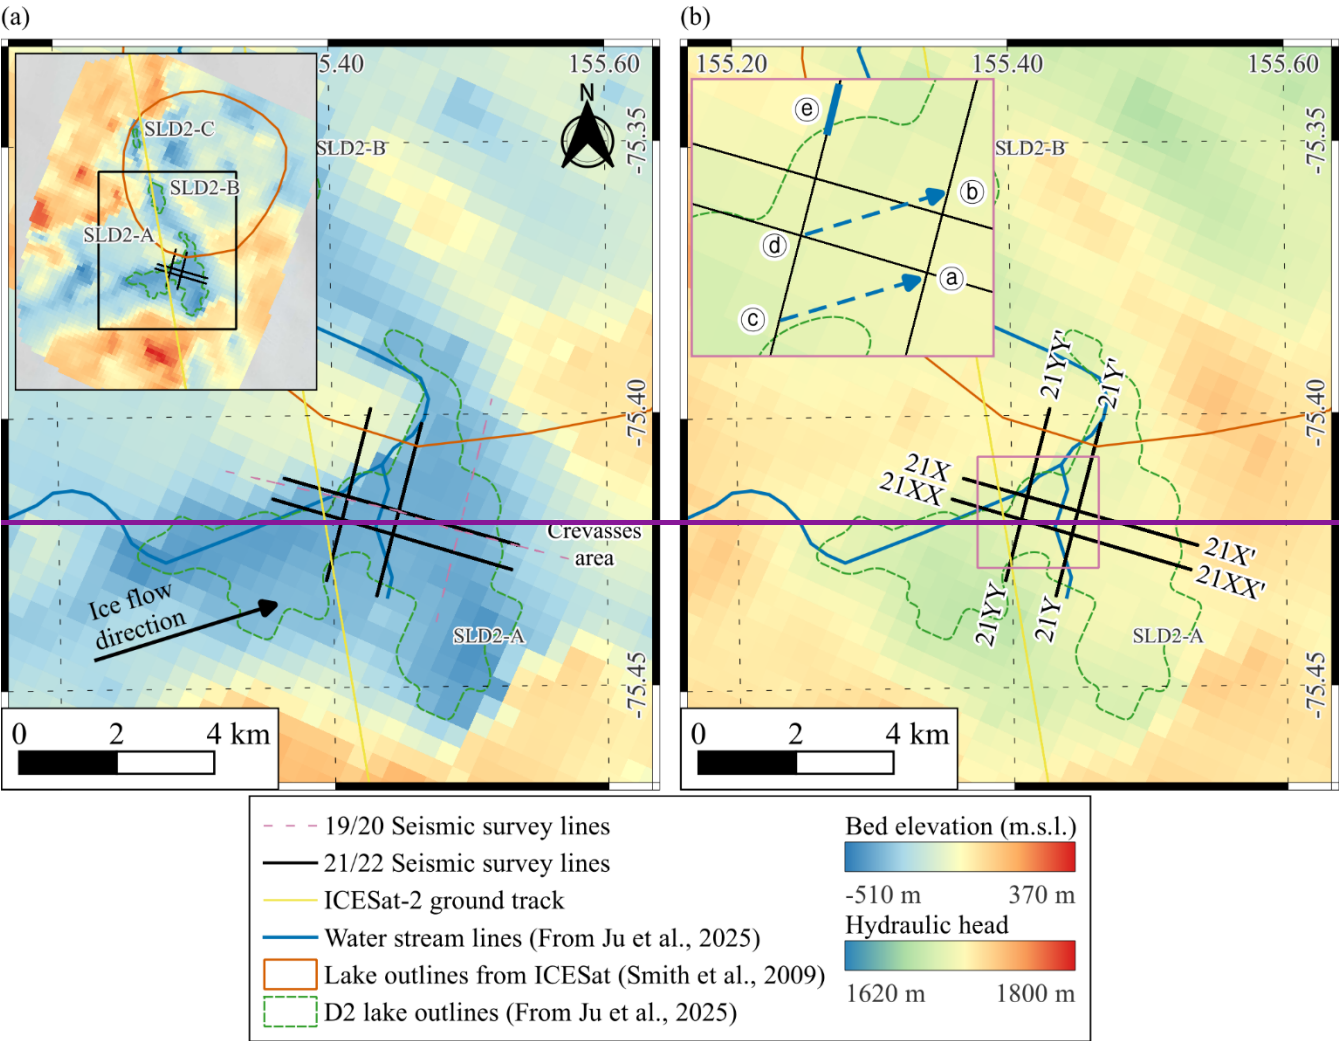 (a)
(b)
5.40
155.60
155.20
155.40
155.60
N
SLD2-C
SLD2-B
SLD2-A
SLD2-B
-75.35
-75.40
-75.45
Crevasses
area
Ice flow
direction
SLD2-A
0 2 4 km
e
b
d
a
c
SLD2-B
-75.35
-75.40
-75.45
21YY'
21Y'
21X
21XX
21X'
21XX'
21YY
21Y
SLD2-A
0 2 4 km
19/20 Seismic survey lines
21/22 Seismic survey lines
ICESat-2 ground track
Water stream lines (From Ju et al., 2025)
Lake outlines from ICESat (Smith et al., 2009)
D2 lake outlines (From Ju et al., 2025)
Bed elevation (m.s.l.)
-510 m 370 m
Hydraulic head
1620 m 1800 m